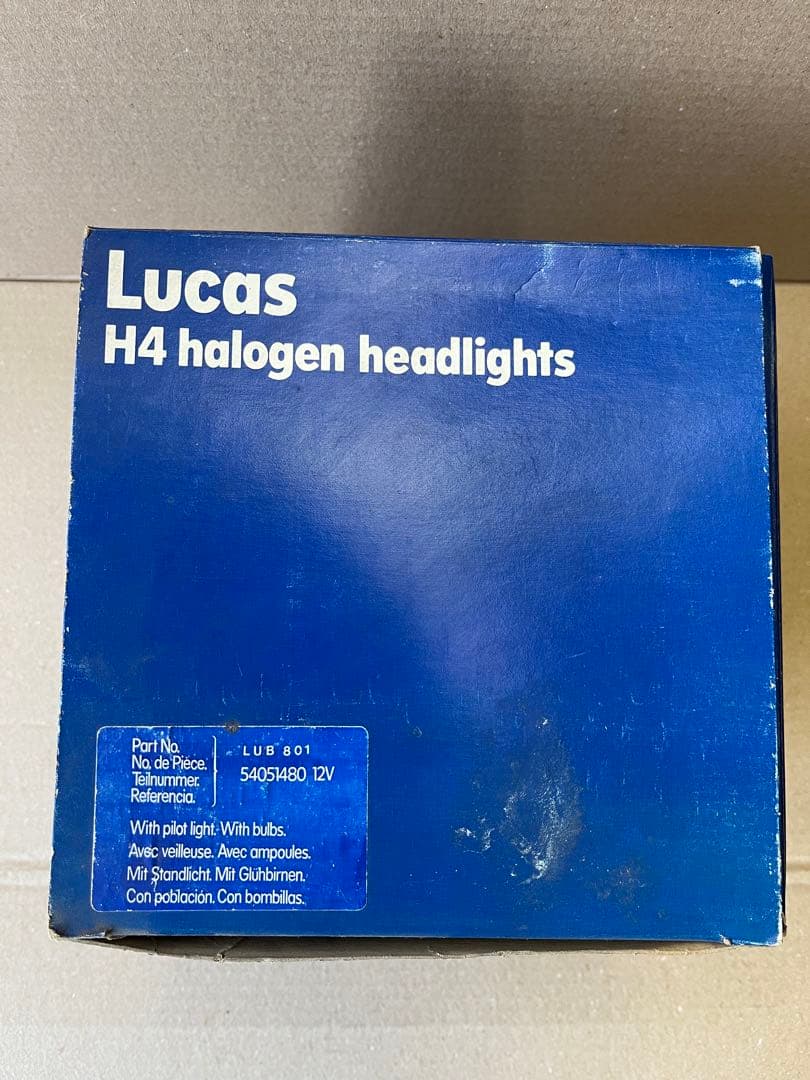 Lucas
H4 halogen headlights
Part No.
No. de Pièce.
Teilnummer.
Referencia.
LUB 801
54051480 12V
With pilot light. With bulbs.
Avec veilleuse. Avec ampoules.
Mit Standlicht. Mit Glühbirnen.
Con población. Con bombillas.